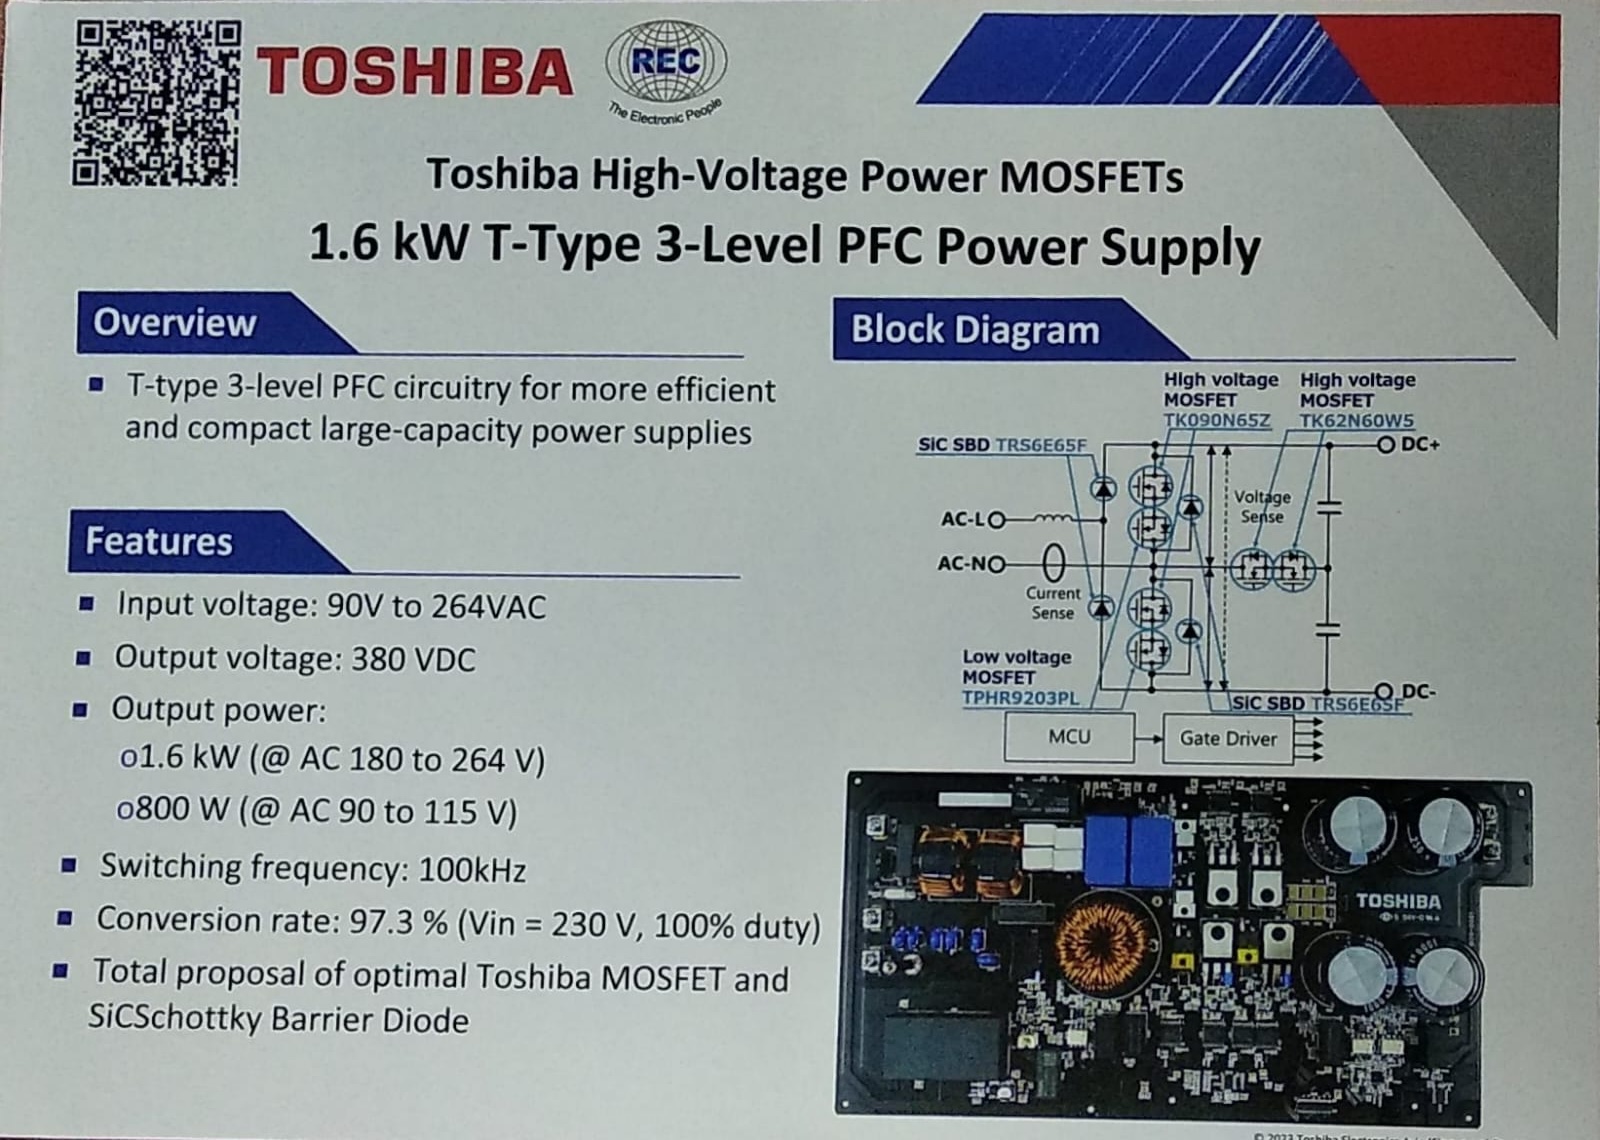 TOSHIBA
REC
The Electronic People
Toshiba High-Voltage Power MOSFETs
1.6 kW T-Type 3-Level PFC Power Supply
Overview
▪ T-type 3-level PFC circuitry for more efficient
and compact large-capacity power supplies
Features
▪ Input voltage: 90V to 264VAC
▪ Output voltage: 380 VDC
▪ Output power:
o1.6 kW (@ AC 180 to 264 V)
o800 W (@ AC 90 to 115 V)
▪ Switching frequency: 100kHz
▪ Conversion rate: 97.3 % (Vin = 230 V, 100% duty)
▪ Total proposal of optimal Toshiba MOSFET and
SiCSchottky Barrier Diode
Block Diagram
High voltage
MOSFET
TK090N65Z
High voltage
MOSFET
TK62N60W5
SiC SBD TRS6E65F
DC+
Voltage
Sense
AC-L
AC-N
Current
Sense
Low voltage
MOSFET
TPHR9203PL
DC-
SiC SBD TRS6E65F
MCU
Gate Driver
TOSHIBA
© 2023 Toshiba